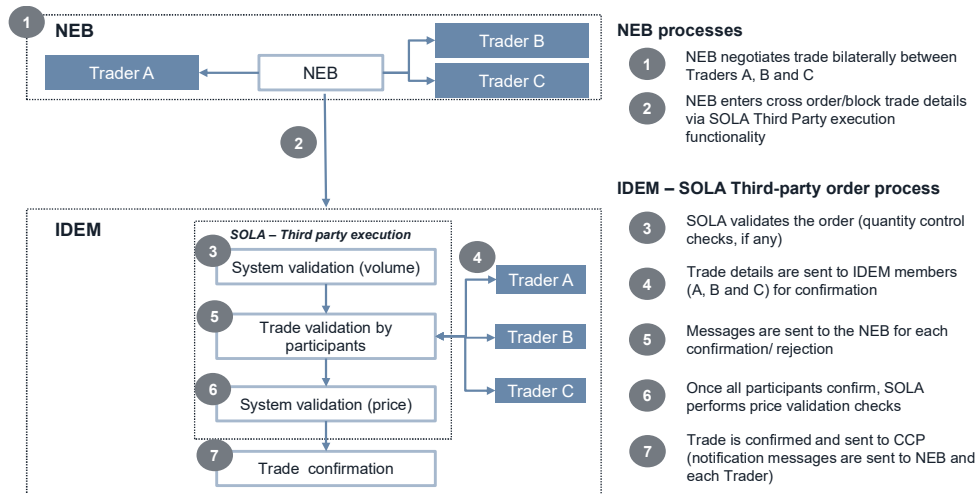 1
NEB
Trader A
NEB
Trader B
Trader C
2
IDEM
SOLA – Third party execution
3
System validation (volume)
4
Trader A
5
Trade validation by
participants
Trader B
6
System validation (price)
Trader C
7
Trade confirmation
NEB processes
1
NEB negotiates trade bilaterally between
Traders A, B and C
2
NEB enters cross order/block trade details
via SOLA Third Party execution
functionality
IDEM – SOLA Third-party order process
3
SOLA validates the order (quantity control
checks, if any)
4
Trade details are sent to IDEM members
(A, B and C) for confirmation
5
Messages are sent to the NEB for each
confirmation/ rejection
6
Once all participants confirm, SOLA
performs price validation checks
7
Trade is confirmed and sent to CCP
(notification messages are sent to NEB and
each Trader)